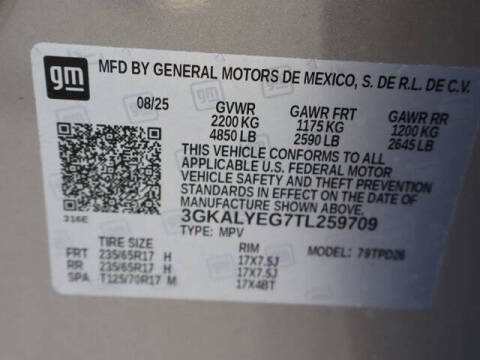 gm
MFD BY GENERAL MOTORS DE MEXICO, S. DE R.L. DE C.V.
08/25 GVWR GAWR FRT GAWR RR
2200 KG 1175 KG 1200 KG
4850 LB 2590 LB 2645 LB
THIS VEHICLE CONFORMS TO ALL
APPLICABLE U.S. FEDERAL MOTOR
VEHICLE SAFETY AND THEFT PREVENTION
STANDARDS IN EFFECT ON THE DATE OF
MANUFACTURE SHOWN ABOVE.
3GKALYEG7TL259709
316E TYPE: MPV
TIRE SIZE RIM 79TPD26
FRT 235/65R17 H 17X7.5J
RR 235/65R17 H 17X7.5J
SPA T125/70R17 M 17X4BT